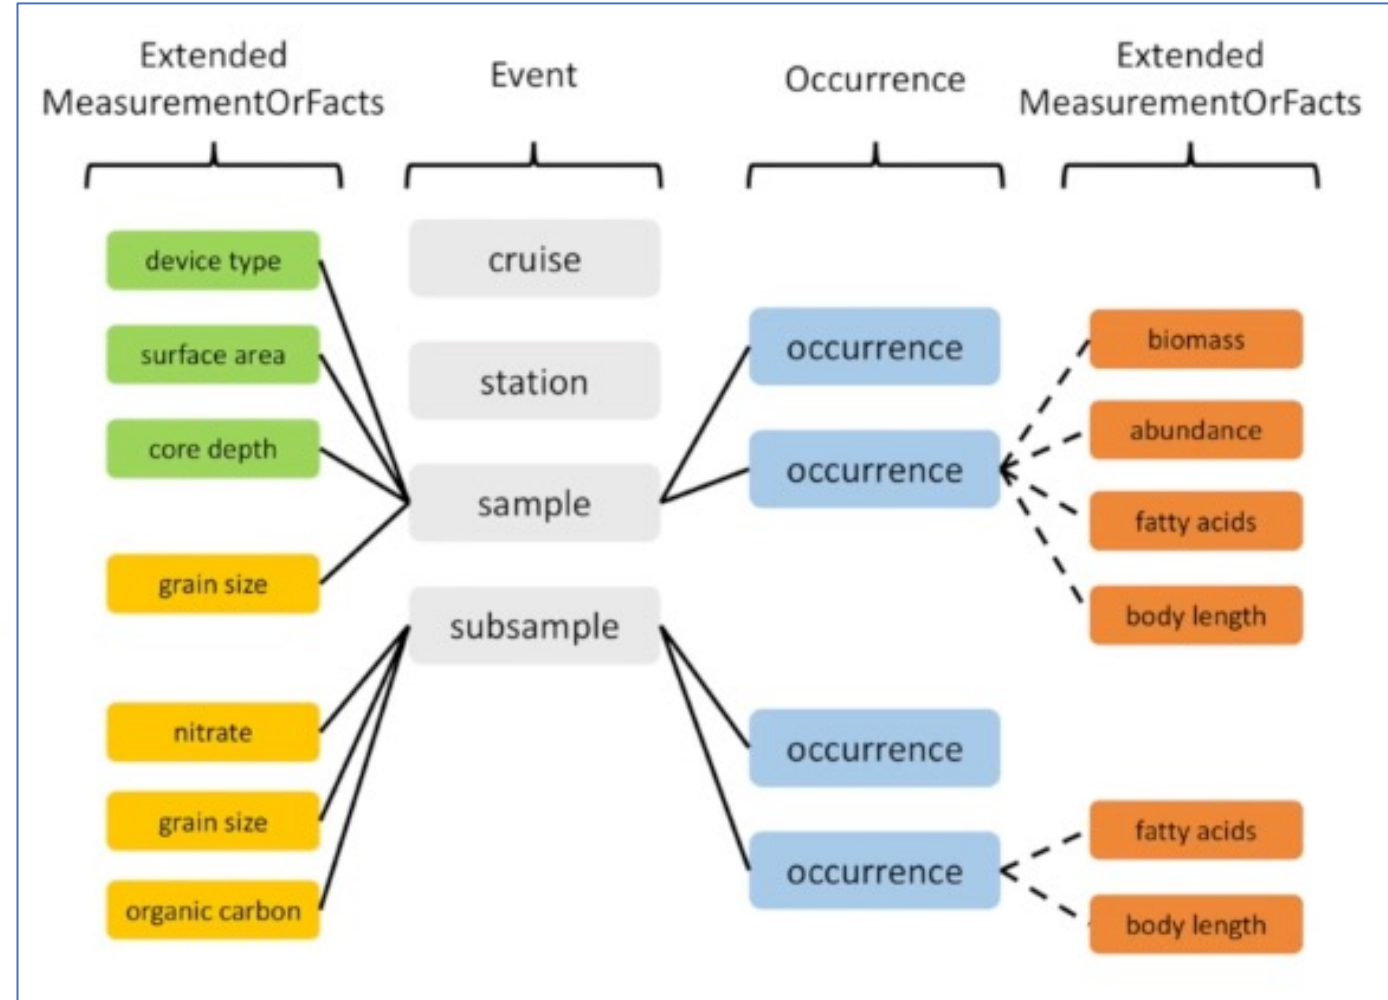 Extended
MeasurementOrFacts
Event
Occurrence
Extended
MeasurementOrFacts
device type
surface area
core depth
grain size
nitrate
grain size
organic carbon
cruise
station
sample
subsample
occurrence
occurrence
occurrence
occurrence
biomass
abundance
fatty acids
body length
fatty acids
body length